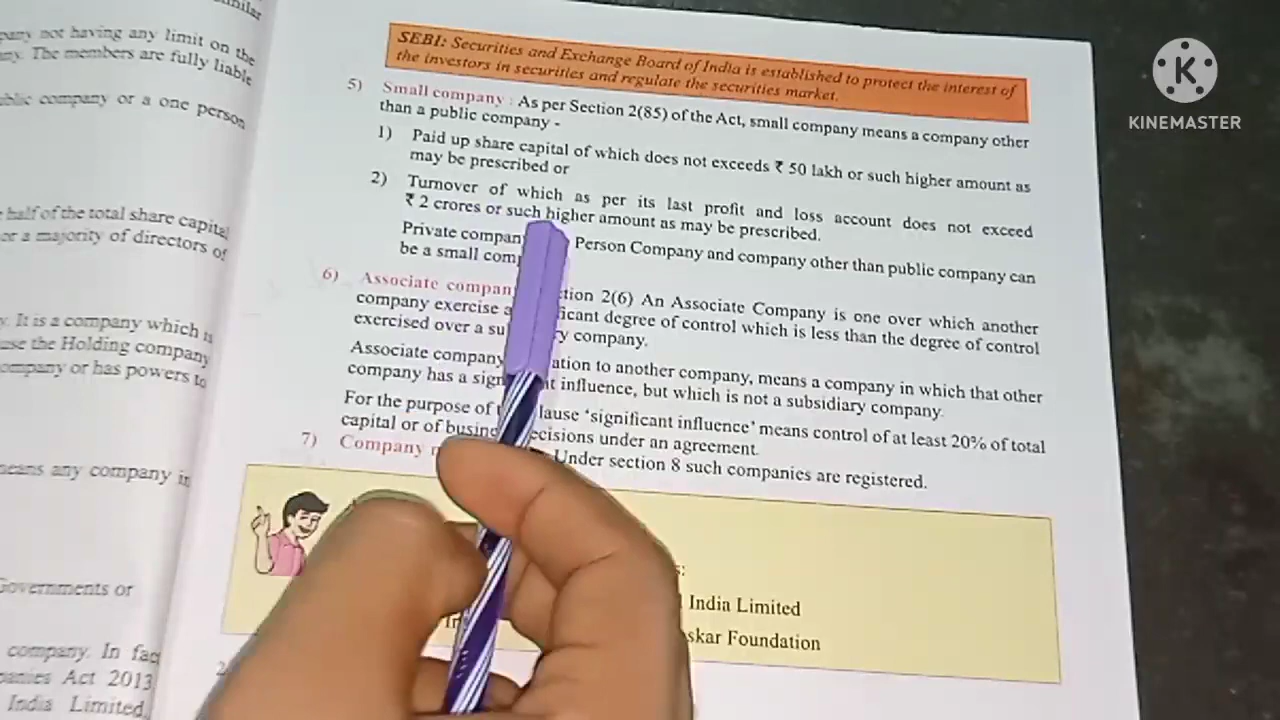 milar
pany not having any limit on the
any. The members are fully liable
ublic company or a one person
half of the total share capital
or a majority of directors of
y. It is a company which is
use the Holding company
ompany or has powers to
means any company in
Governments or
company. In fac
panies Act 2013
India Limited,
SEBI: Securities and Exchange Board of India is established to protect the interest of
the investors in securities and regulate the securities market.
5) Small company : As per Section 2(85) of the Act, small company means a company other
than a public company -
1) Paid up share capital of which does not exceeds ₹ 50 lakh or such higher amount as
may be prescribed or
2) Turnover of which as per its last profit and loss account does not exceed
₹ 2 crores or such higher amount as may be prescribed.
Private compan Person Company and company other than public company can
be a small com
6) Associate compan ction 2(6) An Associate Company is one over which another
company exercise a ficant degree of control which is less than the degree of control
exercised over a su y company.
Associate company ation to another company, means a company in which that other
company has a sign t influence, but which is not a subsidiary company.
For the purpose of t lause 'significant influence' means control of at least 20% of total
capital or of busin ecisions under an agreement.
7) Company Under section 8 such companies are registered.
s:
India Limited
In
skar Foundation
2
K
KINEMASTER